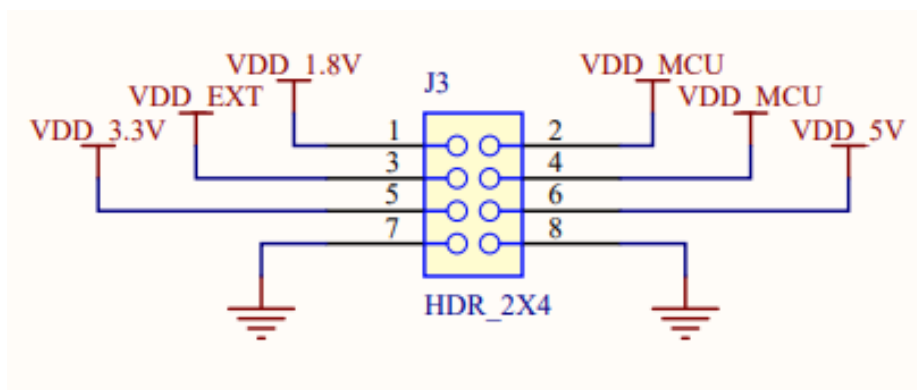 VDD_1.8V
VDD_MCU
J3
VDD_EXT
VDD_MCU
VDD_3.3V
VDD_5V
1
2
3
4
5
6
7
8
HDR_2X4